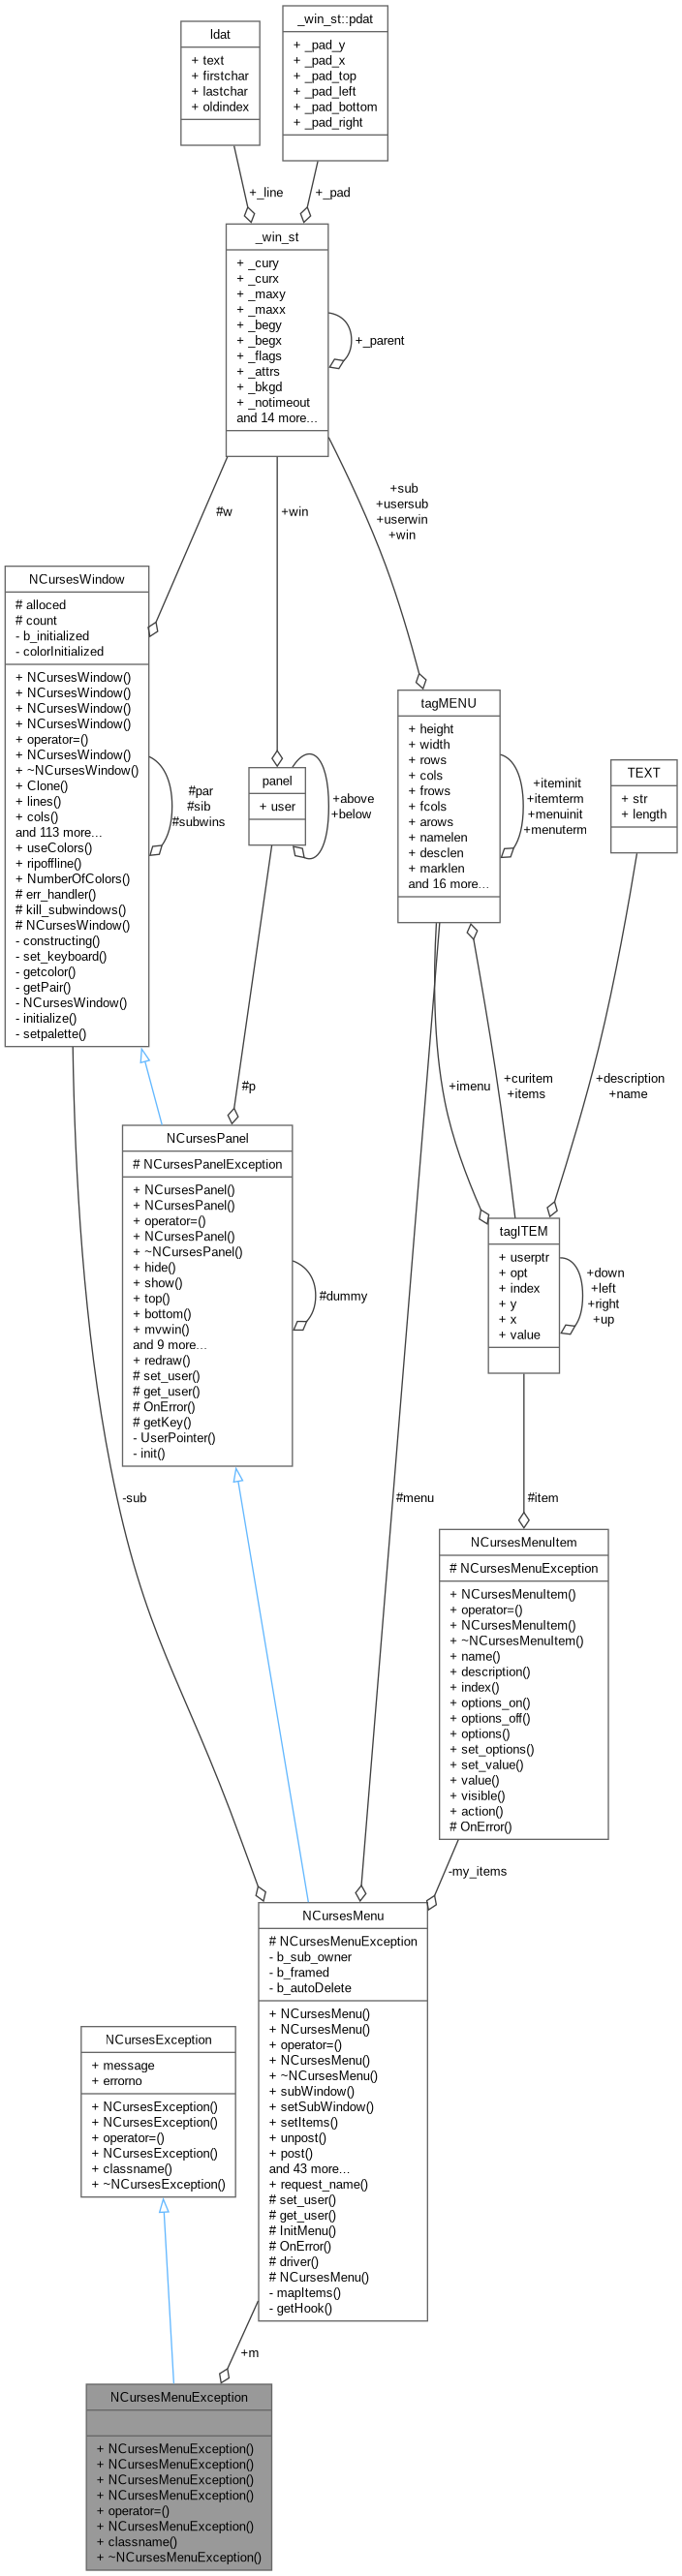 ldat
+ text
+ firstchar
+ lastchar
+ oldindex
_win_st::pdat
+ _pad_y
+ _pad_x
+ _pad_top
+ _pad_left
+ _pad_bottom
+ _pad_right
+_line
+_pad
_win_st
+ _cury
+ _curx
+ _maxy
+ _maxx
+ _begy
+ _begx
+ _flags
+ _attrs
+ _bkgd
+ _notimeout
and 14 more...
+_parent
#w
+win
+sub
+usersub
+userwin
+win
NCursesWindow
# alloced
# count
- b_initialized
- colorInitialized
+ NCursesWindow()
+ NCursesWindow()
+ NCursesWindow()
+ NCursesWindow()
+ operator=()
+ NCursesWindow()
+ ~NCursesWindow()
+ Clone()
+ lines()
+ cols()
and 113 more...
+ useColors()
+ ripoffline()
+ NumberOfColors()
# err_handler()
# kill_subwindows()
# NCursesWindow()
- constructing()
- set_keyboard()
- getcolor()
- getPair()
- NCursesWindow()
- initialize()
- setpalette()
#par
#sib
#subwins
panel
+ user
+above
+below
tagMENU
+ height
+ width
+ rows
+ cols
+ frows
+ fcols
+ arows
+ namelen
+ desclen
+ marklen
and 16 more...
+iteminit
+itemterm
+menuinit
+menuterm
TEXT
+ str
+ length
#p
+imenu
+curitem
+items
+description
+name
NCursesPanel
# NCursesPanelException
+ NCursesPanel()
+ NCursesPanel()
+ operator=()
+ NCursesPanel()
+ ~NCursesPanel()
+ hide()
+ show()
+ top()
+ bottom()
+ mvwin()
and 9 more...
+ redraw()
# set_user()
# get_user()
# OnError()
# getKey()
- UserPointer()
- init()
#dummy
tagITEM
+ userptr
+ opt
+ index
+ y
+ x
+ value
+down
+left
+right
+up
-sub
#menu
#item
NCursesMenuItem
# NCursesMenuException
+ NCursesMenuItem()
+ operator=()
+ NCursesMenuItem()
+ ~NCursesMenuItem()
+ name()
+ description()
+ index()
+ options_on()
+ options_off()
+ options()
+ set_options()
+ set_value()
+ value()
+ visible()
+ action()
# OnError()
-my_items
NCursesMenu
# NCursesMenuException
- b_sub_owner
- b_framed
- b_autoDelete
+ NCursesMenu()
+ NCursesMenu()
+ operator=()
+ NCursesMenu()
+ ~NCursesMenu()
+ subWindow()
+ setSubWindow()
+ setItems()
+ unpost()
+ post()
and 43 more...
+ request_name()
# set_user()
# get_user()
# InitMenu()
# OnError()
# driver()
# NCursesMenu()
- mapItems()
- getHook()
NCursesException
+ message
+ errorno
+ NCursesException()
+ NCursesException()
+ operator=()
+ NCursesException()
+ classname()
+ ~NCursesException()
+m
NCursesMenuException
+ NCursesMenuException()
+ NCursesMenuException()
+ NCursesMenuException()
+ NCursesMenuException()
+ operator=()
+ NCursesMenuException()
+ classname()
+ ~NCursesMenuException()